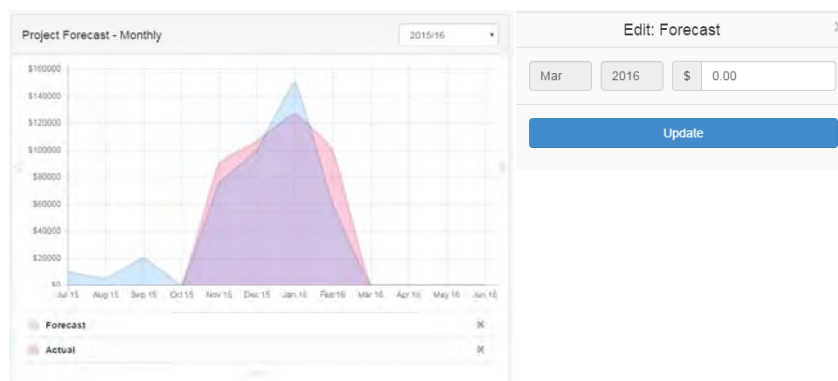 Project Forecast - Monthly
2015/16
$160000
$140000
$120000
$100000
$80000
$60000
$40000
$20000
$0
Jul 15 Aug 15 Sep 15 Oct 15 Nov 15 Dec 15 Jan 16 Feb 16 Mar 16 Apr 16 May 16 Jun 16
Forecast
Actual
Edit: Forecast
Mar 2016 $ 0.00
Update